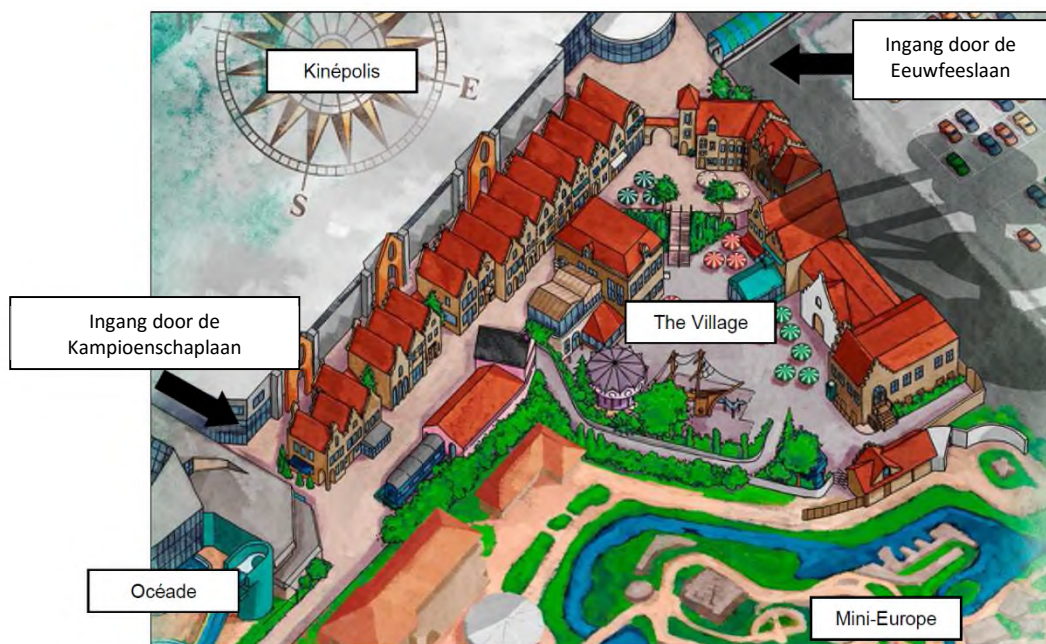 Kinépolis
Ingang door de
Eeuwfeeslaan
E
S
Ingang door de
Kampioenschaplaan
The Village
Océade
Mini-Europe